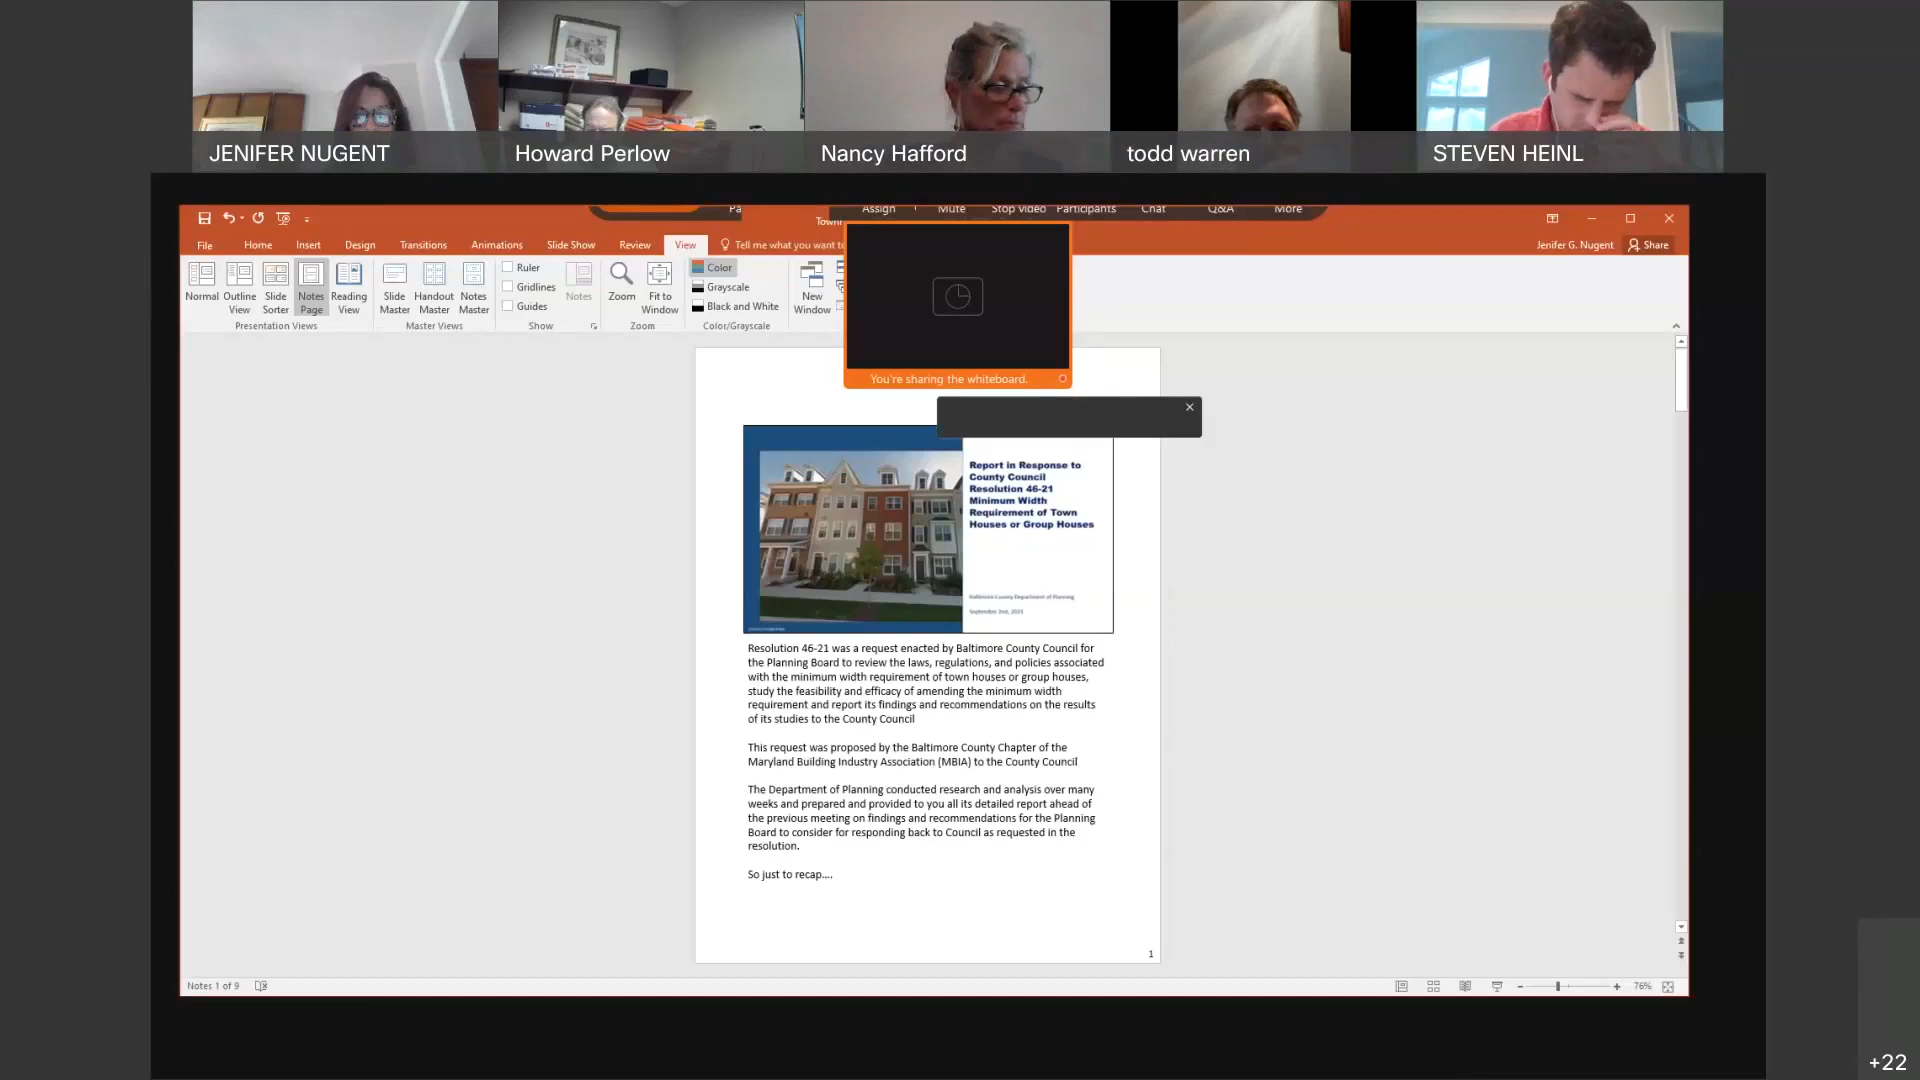 JENIFER NUGENT
Howard Perlow
Nancy Hafford
todd warren
STEVEN HEINL
Pa
Assign
Mute
Stop video
Participants
Chat
Q&A
More
Town
File
Home
Insert
Design
Transitions
Animations
Slide Show
Review
View
Tell me what you want to
Jenifer G. Nugent
Share
Normal
Outline View
Slide Sorter
Notes Page
Reading View
Presentation Views
Slide Master
Handout Master
Notes Master
Master Views
Ruler
Gridlines
Guides
Notes
Show
Zoom
Fit to Window
Zoom
Color
Grayscale
Black and White
Color/Grayscale
New Window
You're sharing the whiteboard.
Report in Response to
County Council
Resolution 46-21
Minimum Width
Requirement of Town
Houses or Group Houses
Baltimore County Department of Planning
Resolution 46-21 was a request enacted by Baltimore County Council for
the Planning Board to review the laws, regulations, and policies associated
with the minimum width requirement of town houses or group houses,
study the feasibility and efficacy of amending the minimum width
requirement and report its findings and recommendations on the results
of its studies to the County Council
This request was proposed by the Baltimore County Chapter of the
Maryland Building Industry Association (MBIA) to the County Council
The Department of Planning conducted research and analysis over many
weeks and prepared and provided to you all its detailed report ahead of
the previous meeting on findings and recommendations for the Planning
Board to consider for responding back to Council as requested in the
resolution.
So just to recap....
1
Notes 1 of 9
76%
+22